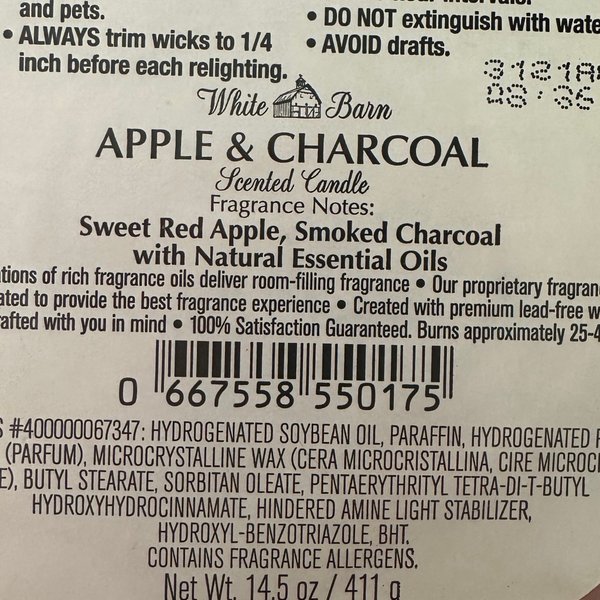 and pets.
• ALWAYS trim wicks to 1/4
inch before each relighting.
• DO NOT extinguish with wate
• AVOID drafts.
3121A
08:36
White Barn
APPLE & CHARCOAL
Scented Candle
Fragrance Notes:
Sweet Red Apple, Smoked Charcoal
with Natural Essential Oils
tions of rich fragrance oils deliver room-filling fragrance • Our proprietary fragran
ated to provide the best fragrance experience • Created with premium lead-free w
rafted with you in mind • 100% Satisfaction Guaranteed. Burns approximately 25-4
0 667558 550175
S #400000067347: HYDROGENATED SOYBEAN OIL, PARAFFIN, HYDROGENATED
(PARFUM), MICROCRYSTALLINE WAX (CERA MICROCRISTALLINA, CIRE MICROC
E), BUTYL STEARATE, SORBITAN OLEATE, PENTAERYTHRITYL TETRA-DI-T-BUTYL
HYDROXYHYDROCINNAMATE, HINDERED AMINE LIGHT STABILIZER,
HYDROXYL-BENZOTRIAZOLE, BHT.
CONTAINS FRAGRANCE ALLERGENS.
Net Wt. 14.5 oz / 411 g